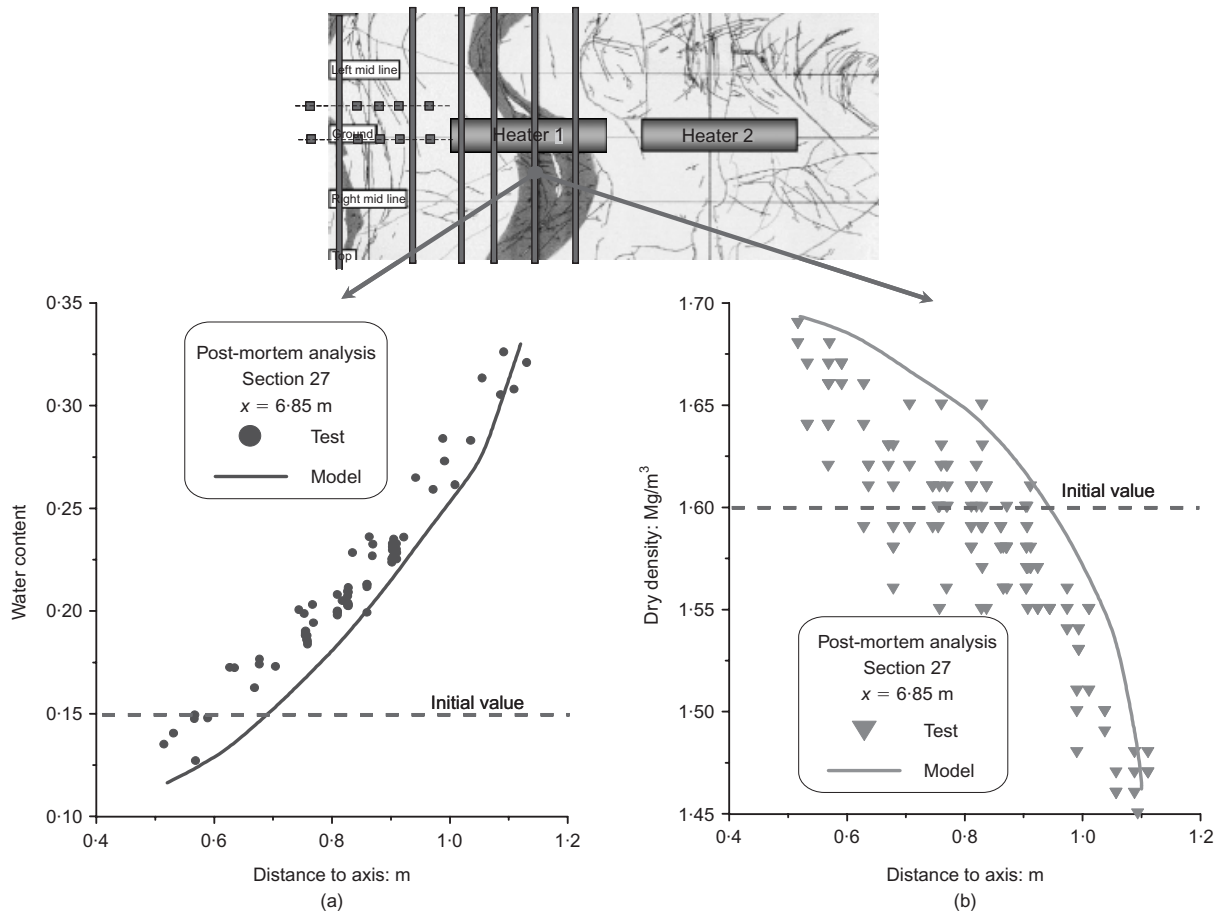 Left mid line
Ground
Heater 1
Heater 2
Right mid line
Top
0·35
0·30
0·25
0·20
0·15
0·10
Water content
Post-mortem analysis
Section 27
x = 6·85 m
Test
Model
Initial value
0·4
0·6
0·8
1·0
1·2
Distance to axis: m
(a)
1·70
1·65
1·60
1·55
1·50
1·45
Dry density: Mg/m³
Initial value
Post-mortem analysis
Section 27
x = 6·85 m
Test
Model
0·4
0·6
0·8
1·0
1·2
Distance to axis: m
(b)